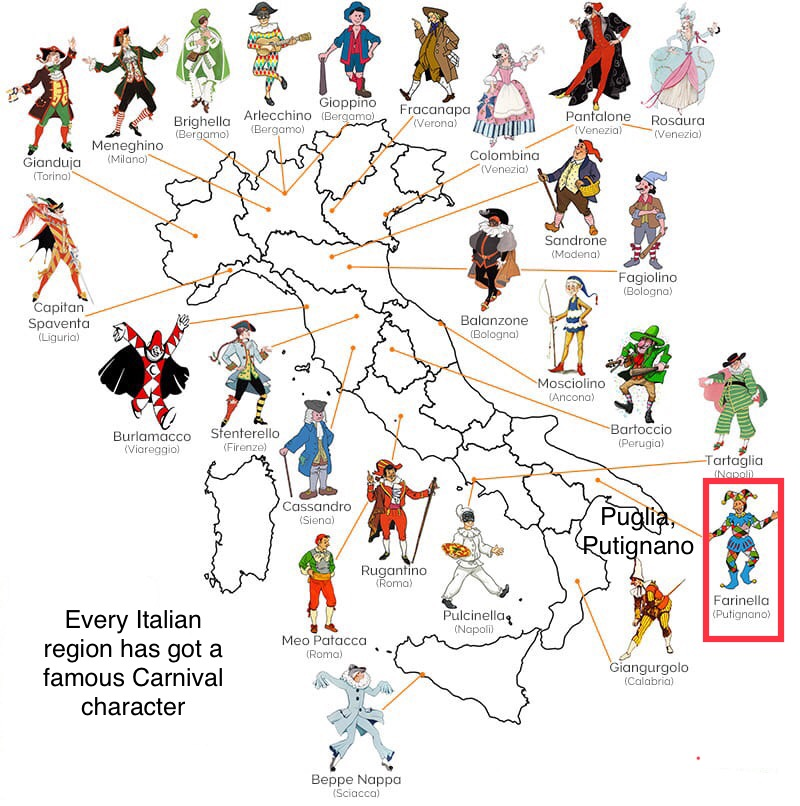 Gianduja
(Torino)
Meneghino
(Milano)
Brighella
(Bergamo)
Arlecchino
(Bergamo)
Gioppino
(Bergamo)
Fracanapa
(Verona)
Colombina
(Venezia)
Pantalone
(Venezia)
Rosaura
(Venezia)
Sandrone
(Modena)
Fagiolino
(Bologna)
Capitan
Spaventa
(Liguria)
Balanzone
(Bologna)
Mosciolino
(Ancona)
Bartoccio
(Perugia)
Burlamacco
(Viareggio)
Stenterello
(Firenze)
Tartaglia
(Napoli)
Cassandro
(Siena)
Puglia,
Putignano
Rugantino
(Roma)
Farinella
(Putignano)
Pulcinella
(Napoli)
Meo Patacca
(Roma)
Giangurgolo
(Calabria)
Every Italian
region has got a
famous Carnival
character
Beppe Nappa
(Sciacca)